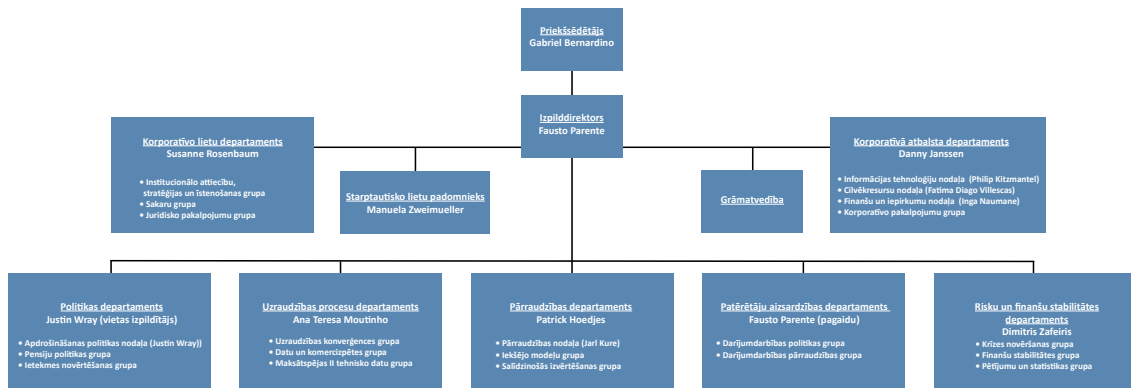 Priekšsēdētājs
Gabriel Bernardino
Izpilddirektors
Fausto Parente
Korporatīvo lietu departaments
Susanne Rosenbaum
• Institucionālo attiecību,
stratēģijas un īstenošanas grupa
• Sakaru grupa
• Juridisko pakalpojumu grupa
Starptautisko lietu padomnieks
Manuela Zweimueller
Grāmatvedība
Korporatīvā atbalsta departaments
Danny Janssen
• Informācijas tehnoloģiju nodaļa (Philip Kitzmantel)
• Cilvēkresursu nodaļa (Fatima Diago Villescas)
• Finanšu un iepirkumu nodaļa (Inga Naumane)
• Korporatīvo pakalpojumu grupa
Politikas departaments
Justin Wray (vietas izpildītājs)
• Apdrošināšanas politikas nodaļa (Justin Wray))
• Pensiju politikas grupa
• Ietekmes novērtēšanas grupa
Uzraudzības procesu departaments
Ana Teresa Moutinho
• Uzraudzības konverģences grupa
• Datu un komercizpētes grupa
• Maksātspējas II tehnisko datu grupa
Pārraudzības departaments
Patrick Hoedjes
• Pārraudzības nodaļa (Jarl Kure)
• Iekšējo modeļu grupa
• Salīdzinošās izvērtēšanas grupa
Patērētāju aizsardzības departaments
Fausto Parente (pagaidu)
• Darījumdarbības politikas grupa
• Darījumdarbības pārraudzības grupa
Risku un finanšu stabilitātes
departaments
Dimitris Zafeiris
• Krīzes novēršanas grupa
• Finanšu stabilitātes grupa
• Pētījumu un statistikas grupa